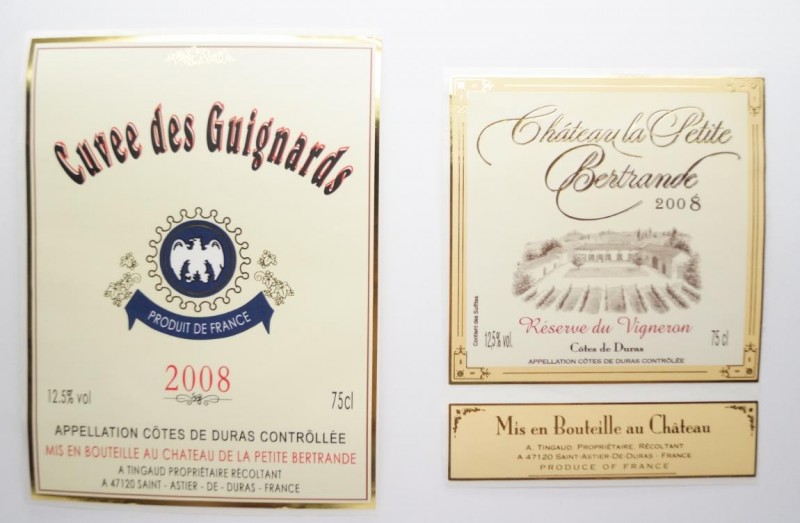 Cuvee des Guignards
PRODUIT DE FRANCE
2008
12.5% vol
75cl
APPELLATION CÔTES DE DURAS CONTRÔLLÉE
MIS EN BOUTEILLE AU CHATEAU DE LA PETITE BERTRANDE
A TINGAUD PROPRIÉTAIRE RÉCOLTANT
A 47120 SAINT - ASTIER - DE - DURAS - FRANCE
Château la Petite
Bertrande
2008
Contient des Sulfites
Réserve du Vigneron
12,5% vol.
75 cl
Côtes de Duras
APPELLATION CÔTES DE DURAS CONTRÔLÉE
Mis en Bouteille au Château
A. TINGAUD, PROPRIÉTAIRE, RÉCOLTANT
A 47120 SAINT-ASTIER-DE-DURAS - FRANCE
PRODUCE OF FRANCE